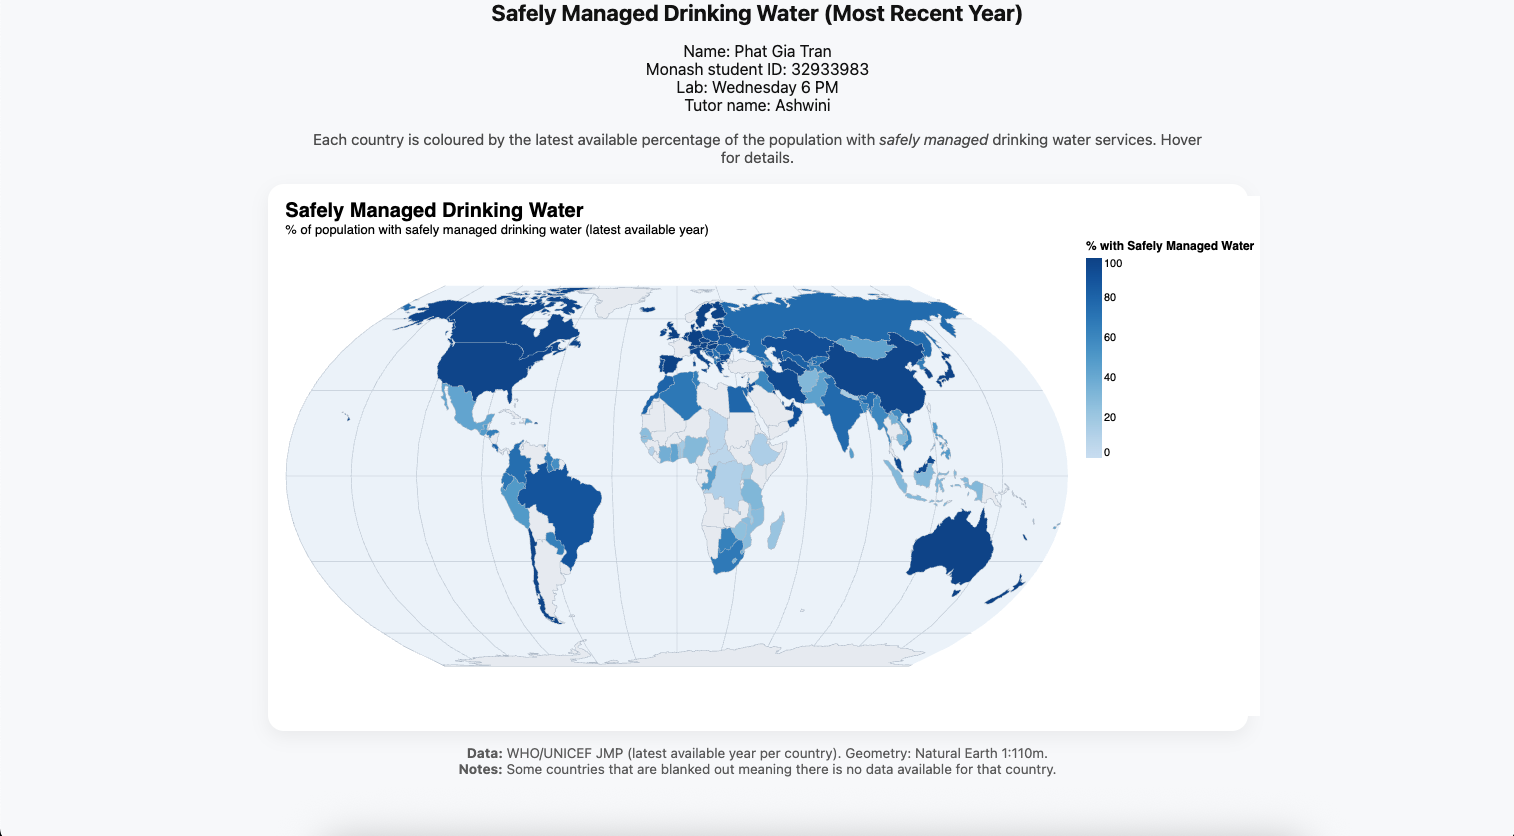 Safely Managed Drinking Water (Most Recent Year)
Name: Phat Gia Tran
Monash student ID: 32933983
Lab: Wednesday 6 PM
Tutor name: Ashwini
Each country is coloured by the latest available percentage of the population with safely managed drinking water services. Hover
for details.
Safely Managed Drinking Water
% of population with safely managed drinking water (latest available year)
% with Safely Managed Water
100
80
60
40
20
0
Data: WHO/UNICEF JMP (latest available year per country). Geometry: Natural Earth 1:110m.
Notes: Some countries that are blanked out meaning there is no data available for that country.